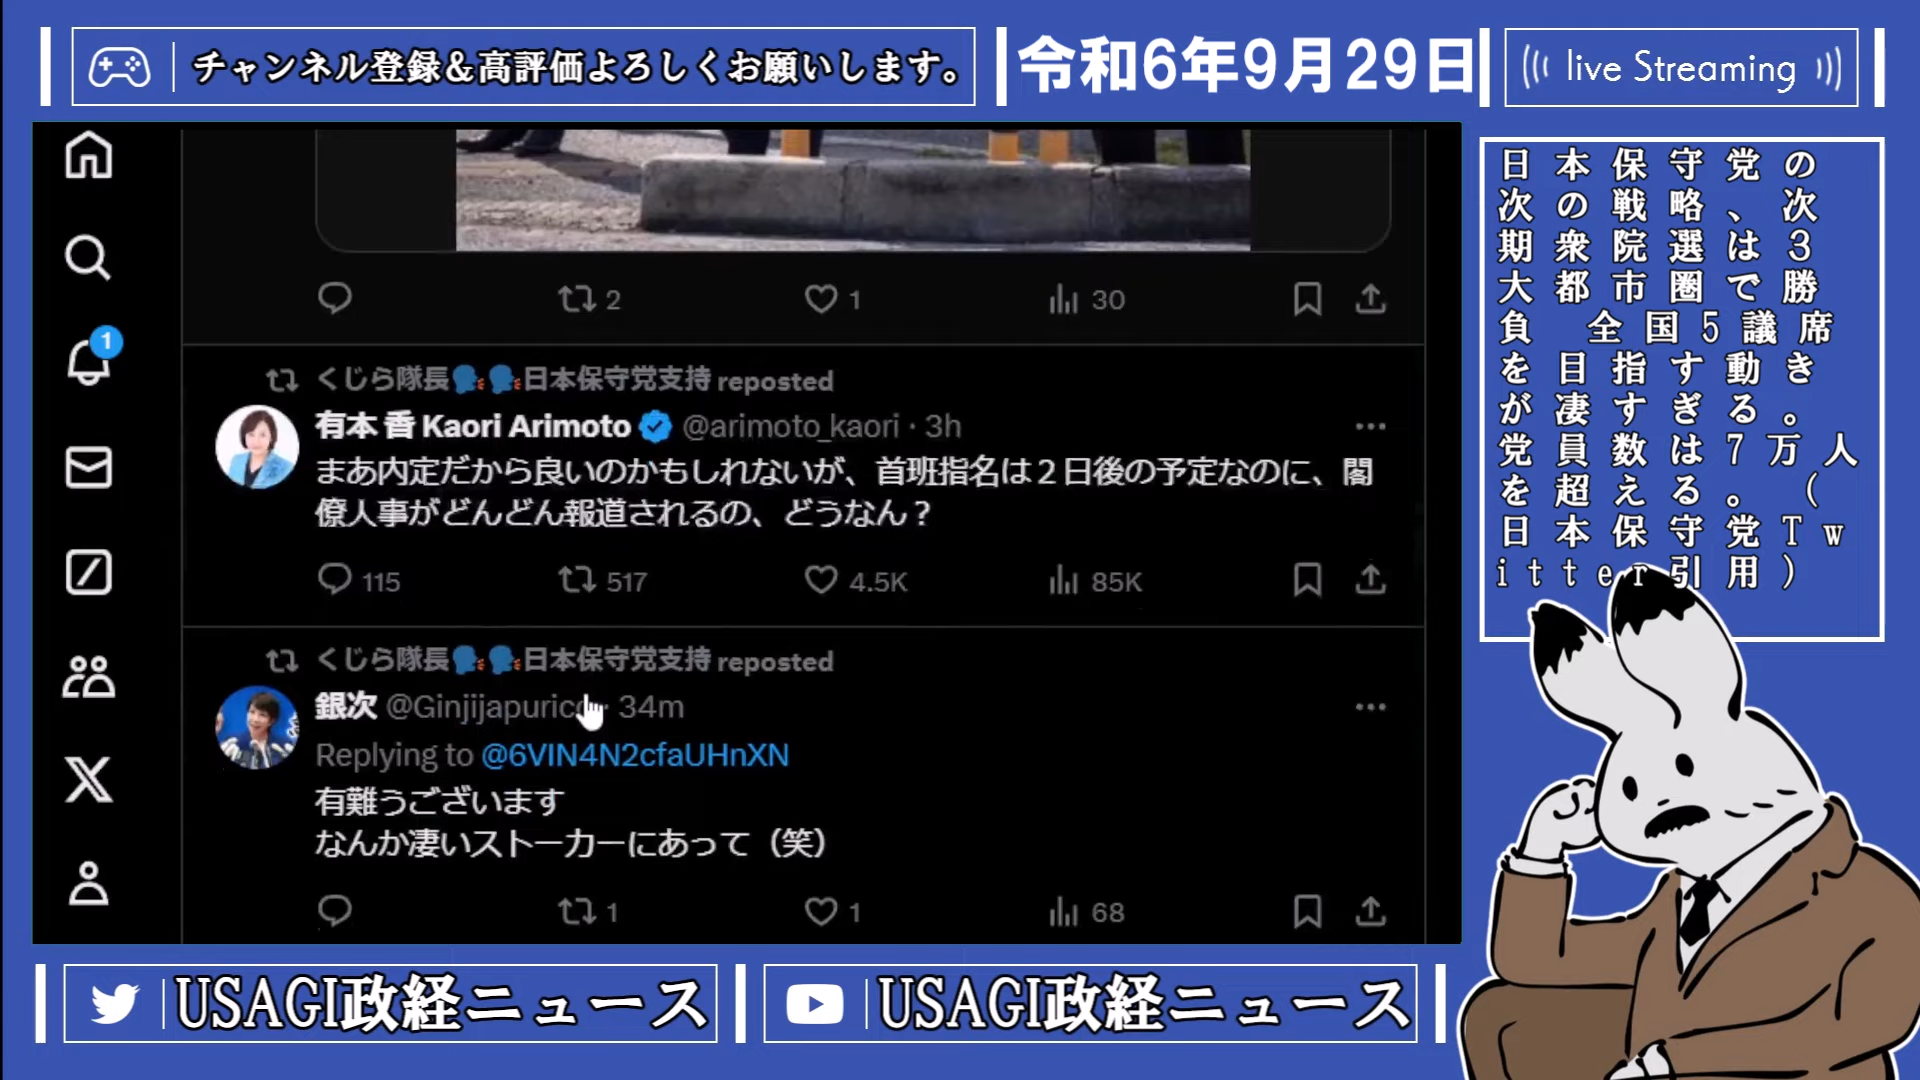 チャンネル登録＆高評価よろしくお願いします。
令和6年9月29日
live Streaming
日本保守党の
次の戦略、次
期衆院選は３
大都市圏で勝
負　全国５議席
を目指す動き
が凄すぎる。
党員数は７万人
を超える。（
日本保守党Ｔｗ
ｉｔｔｅｒ引用）
1
2
1
30
くじら隊長🗣️🗣️日本保守党支持 reposted
有本 香 Kaori Arimoto @arimoto_kaori · 3h
まあ内定だから良いのかもしれないが、首班指名は２日後の予定なのに、閣
僚人事がどんどん報道されるの、どうなん？
115
517
4.5K
85K
くじら隊長🗣️🗣️日本保守党支持 reposted
銀次 @Ginjijapuric · 34m
Replying to @6VIN4N2cfaUHnXN
有難うございます
なんか凄いストーカーにあって（笑）
1
1
68
USAGI政経ニュース
USAGI政経ニュース